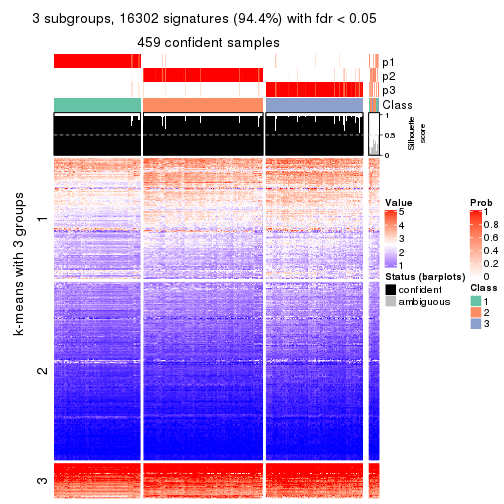 3 subgroups, 16302 signatures (94.4%) with fdr < 0.05
459 confident samples
p1
p2
p3
Class
1
0.5
0
Silhouette
score
k-means with 3 groups
1
2
3
Value
5
4
3
2
1
Prob
1
0.8
0.6
0.4
0.2
0
Status (barplots)
confident
ambiguous
Class
1
2
3